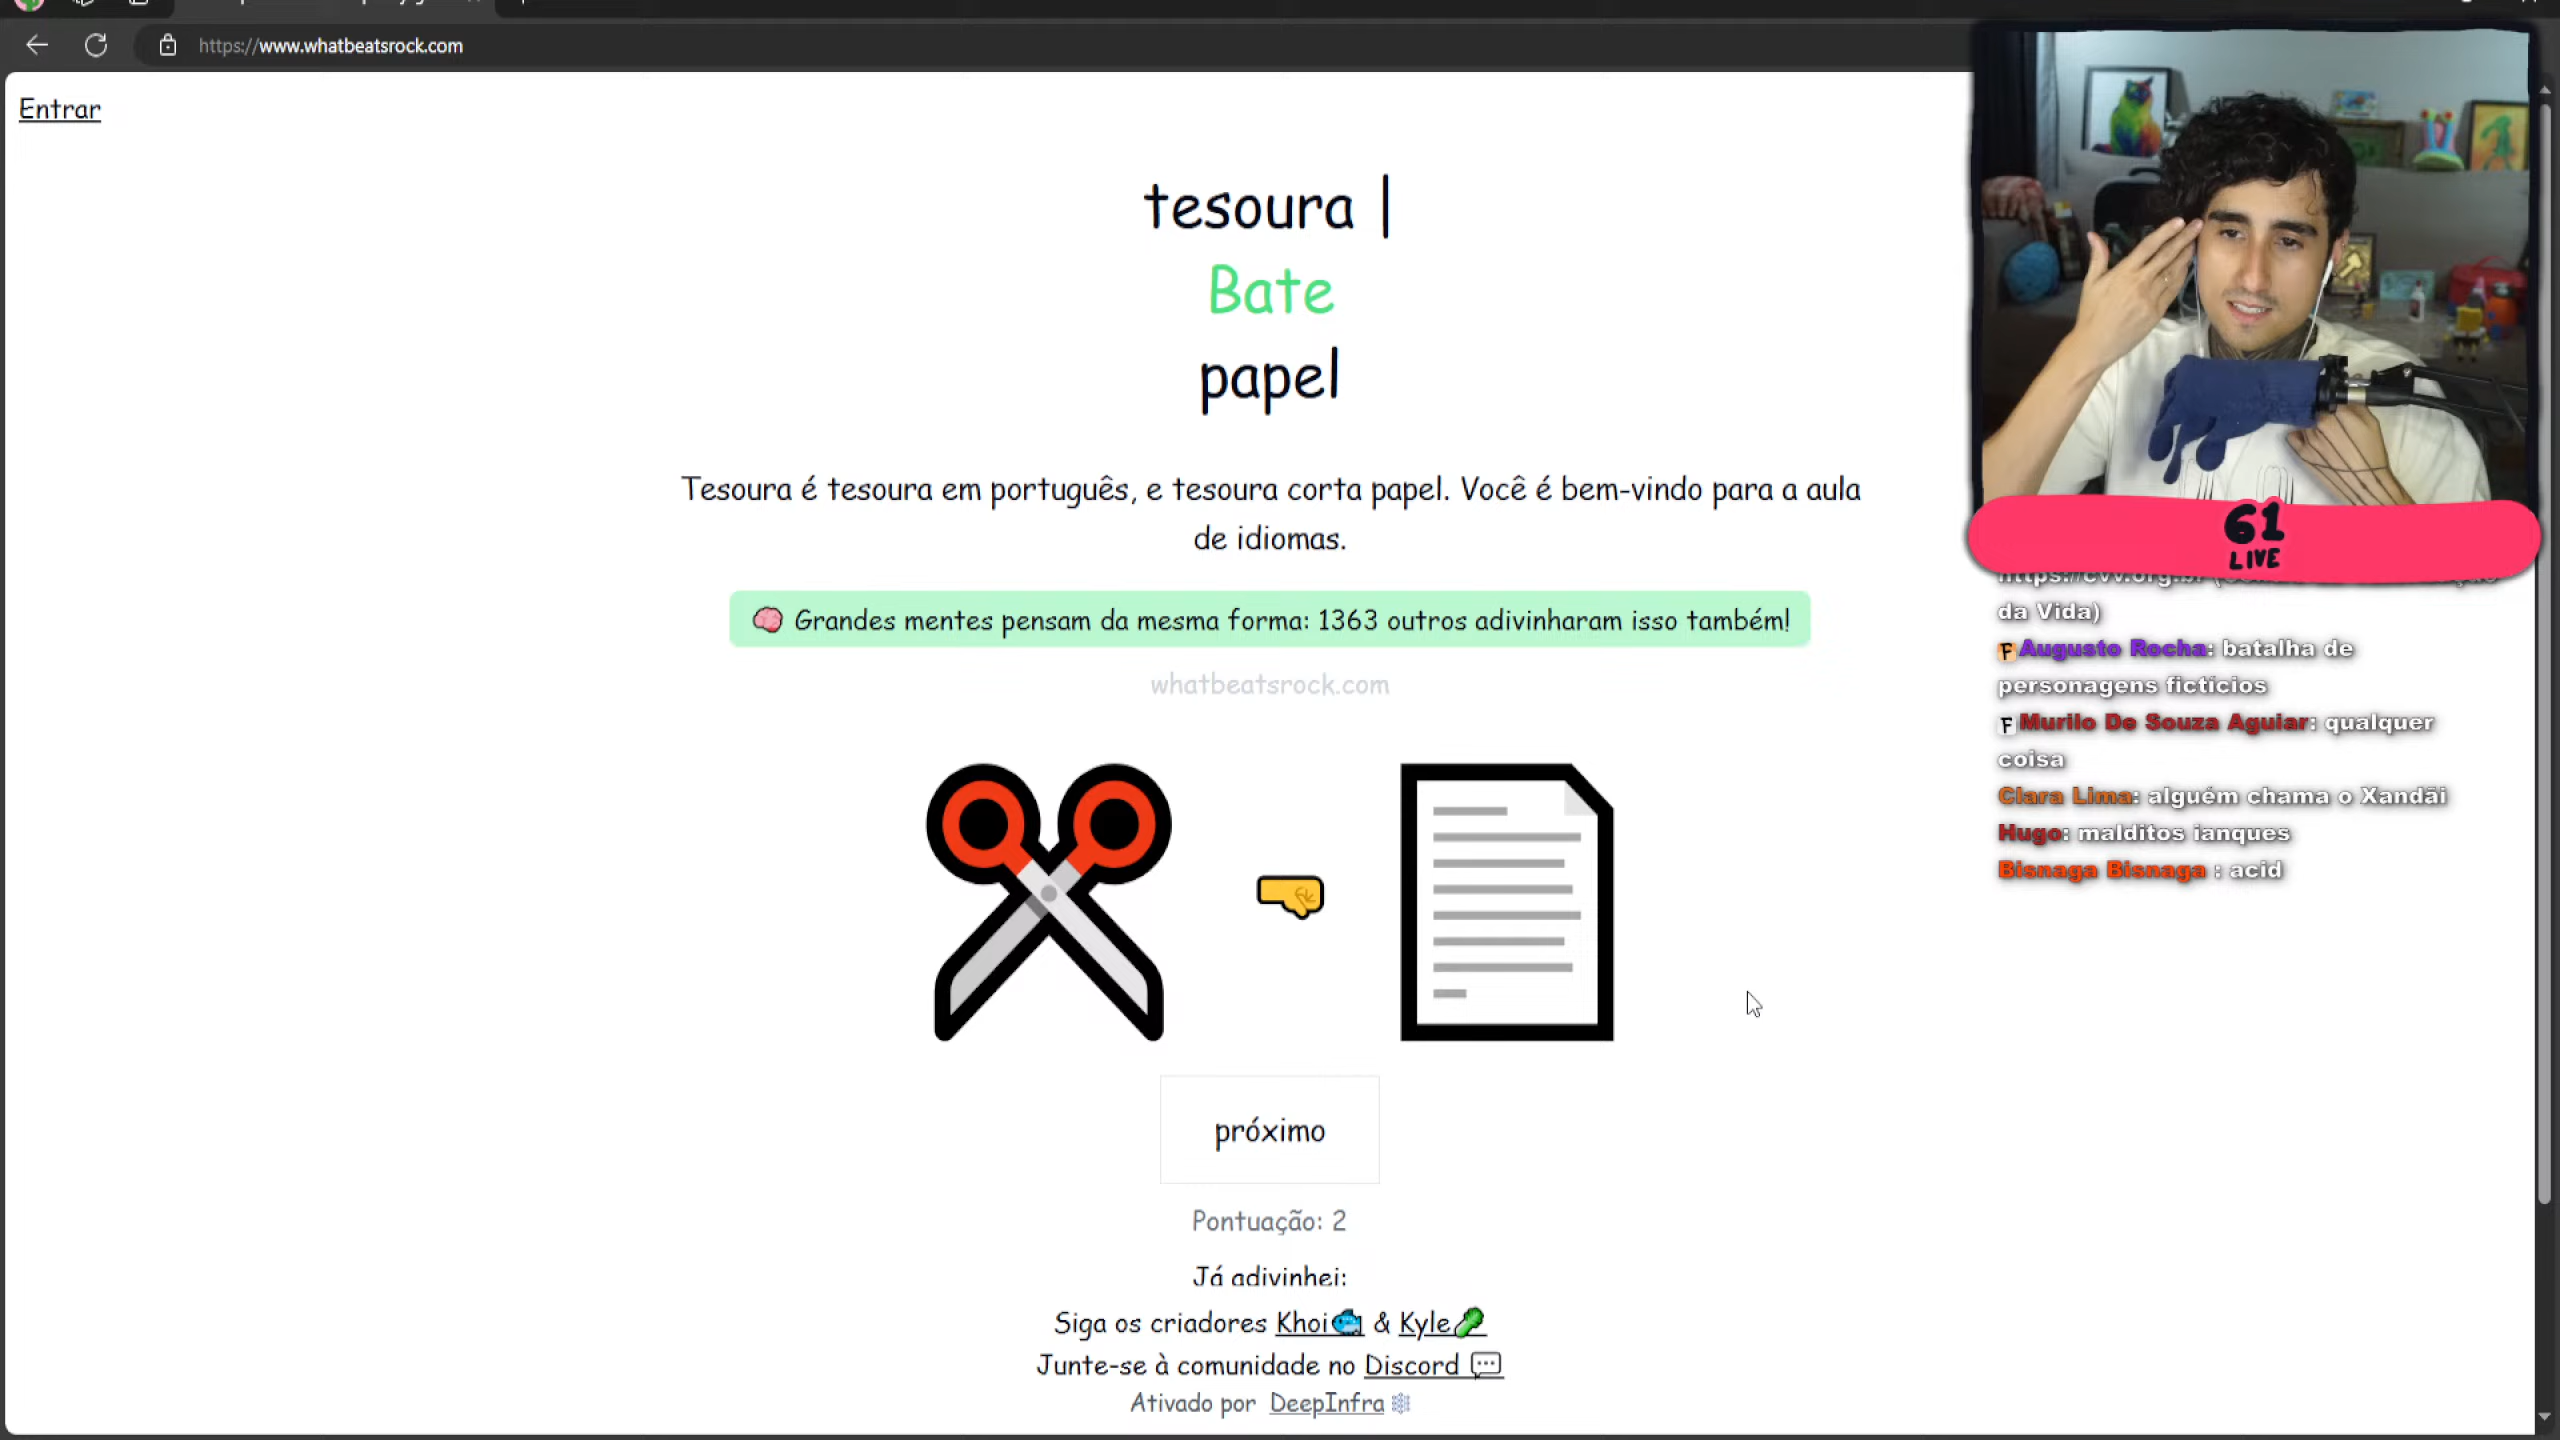 https://www.whatbeatsrock.com
Entrar
tesoura |
Bate
papel
Tesoura é tesoura em português, e tesoura corta papel. Você é bem-vindo para a aula
de idiomas.
🧠 Grandes mentes pensam da mesma forma: 1363 outros adivinharam isso também!
whatbeatsrock.com
próximo
Pontuação: 2
Já adivinhei:
Siga os criadores Khoi🐟 & Kyle🥬
Junte-se à comunidade no Discord 💬
Ativado por DeepInfra
61
LIVE
da Vida)
F Augusto Rocha: batalha de
personagens fictícios
F Murilo De Souza Aguiar: qualquer
coisa
Clara Lima: alguém chama o Xandãi
Hugo: malditos ianques
Bisnaga Bisnaga : acid